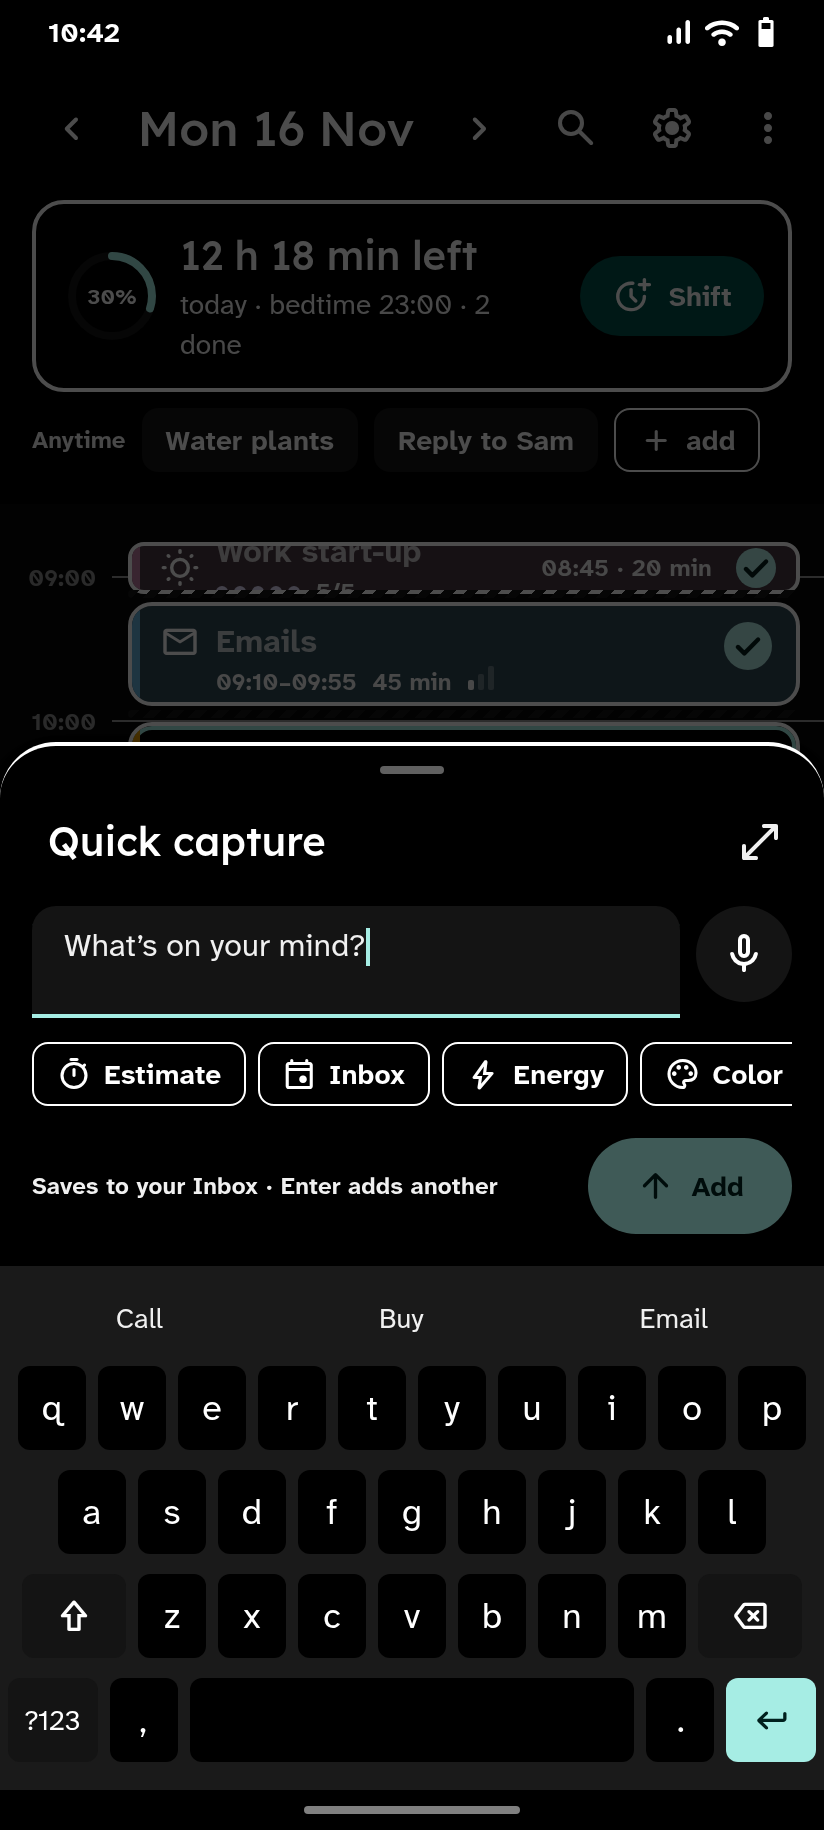 10:42
Mon 16 Nov
30%
12 h 18 min left
today · bedtime 23:00 · 2
done
Shift
Anytime
Water plants
Reply to Sam
add
09:00
Work start-up
08:45 · 20 min
5/5
Emails
09:10–09:55 45 min
10:00
Quick capture
What’s on your mind?
Estimate
Inbox
Energy
Color
Saves to your Inbox · Enter adds another
Add
Call Buy Email
q w e r t y u i o p
a s d f g h j k l
z x c v b n m
?123 , .